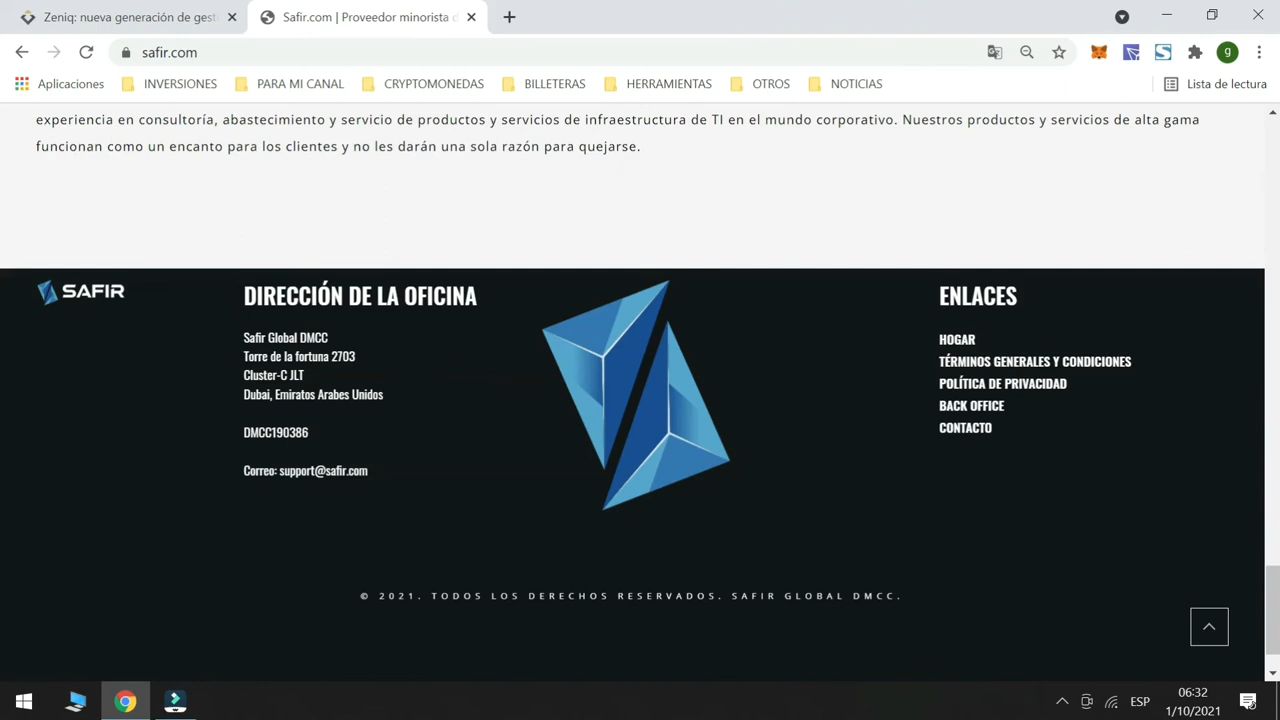 Zeniq: nueva generación de gest
Safir.com | Proveedor minorista d
safir.com
g
Aplicaciones
INVERSIONES
PARA MI CANAL
CRYPTOMONEDAS
BILLETERAS
HERRAMIENTAS
OTROS
NOTICIAS
Lista de lectura
experiencia en consultoría, abastecimiento y servicio de productos y servicios de infraestructura de TI en el mundo corporativo. Nuestros productos y servicios de alta gama
funcionan como un encanto para los clientes y no les darán una sola razón para quejarse.
SAFIR
DIRECCIÓN DE LA OFICINA
Safir Global DMCC
Torre de la fortuna 2703
Cluster-C JLT
Dubai, Emiratos Arabes Unidos
DMCC190386
Correo: support@safir.com
ENLACES
HOGAR
TÉRMINOS GENERALES Y CONDICIONES
POLÍTICA DE PRIVACIDAD
BACK OFFICE
CONTACTO
© 2021. TODOS LOS DERECHOS RESERVADOS. SAFIR GLOBAL DMCC.
ESP
06:32
1/10/2021